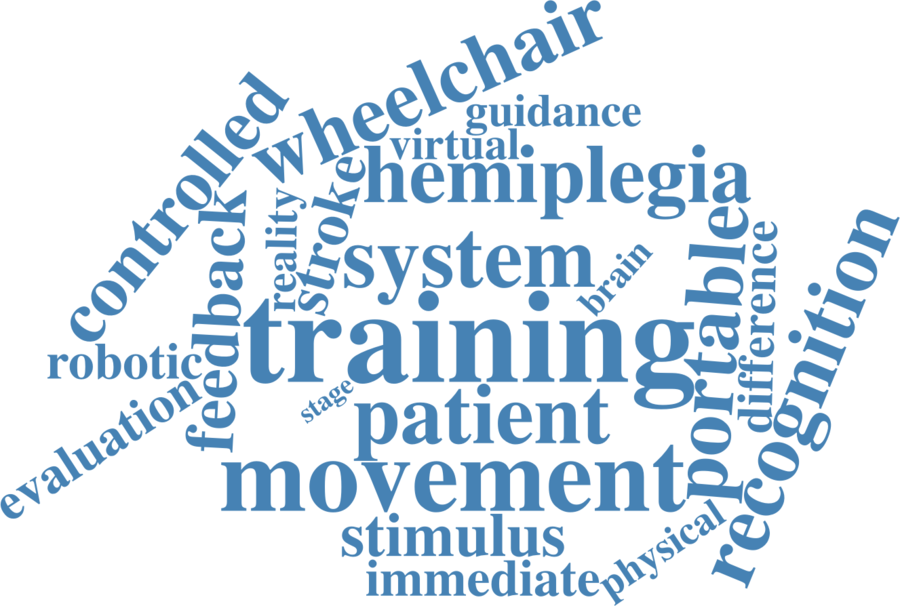 wheelchair
controlled
guidance
virtual
hemiplegia
stroke
reality
feedback
system
brain
portable
difference
recognition
training
robotic
stage
evaluation
patient
movement
stimulus
physical
immediate